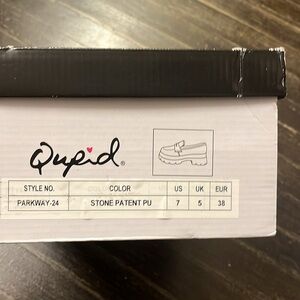 Qupid®
STYLE NO. COLOR US UK EUR
PARKWAY-24 STONE PATENT PU 7 5 38